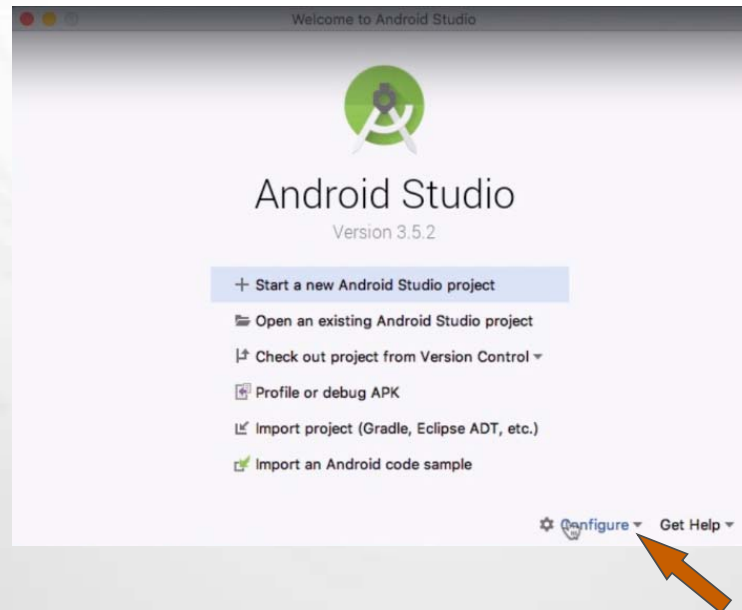 Welcome to Android Studio
Android Studio
Version 3.5.2
Start a new Android Studio project
Open an existing Android Studio project
Check out project from Version Control
Profile or debug APK
Import project (Gradle, Eclipse ADT, etc.)
Import an Android code sample
Configure Get Help